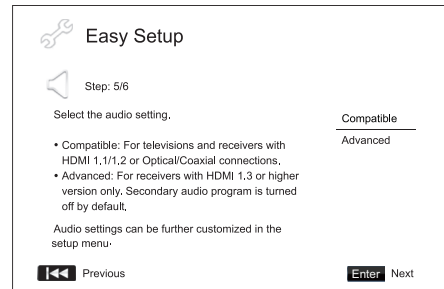 Easy Setup
Step: 5/6
Select the audio setting.
• Compatible: For televisions and receivers with
HDMI 1.1/1.2 or Optical/Coaxial connections.
• Advanced: For receivers with HDMI 1.3 or higher
version only. Secondary audio program is turned
off by default.
Audio settings can be further customized in the
setup menu.
Compatible
Advanced
Previous
Enter Next